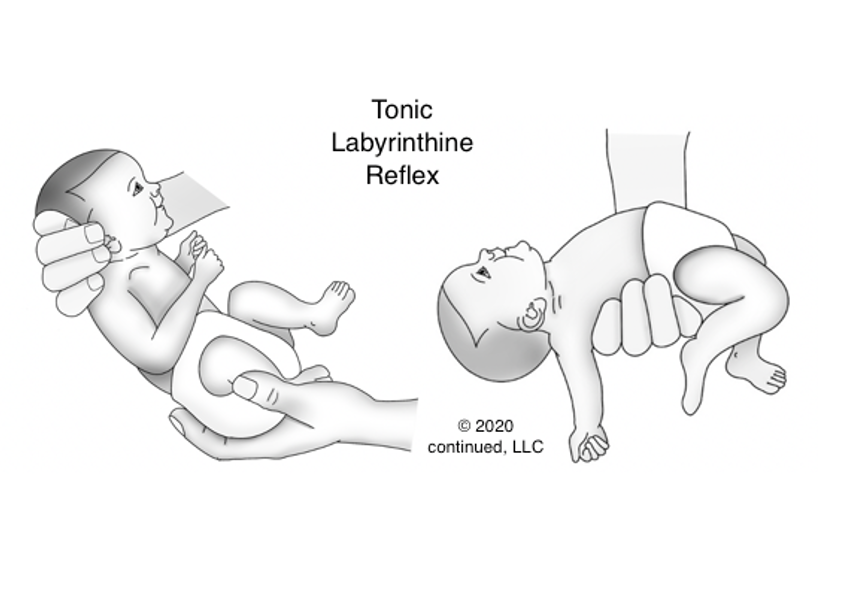 Tonic
Labyrinthine
Reflex
© 2020
continued, LLC